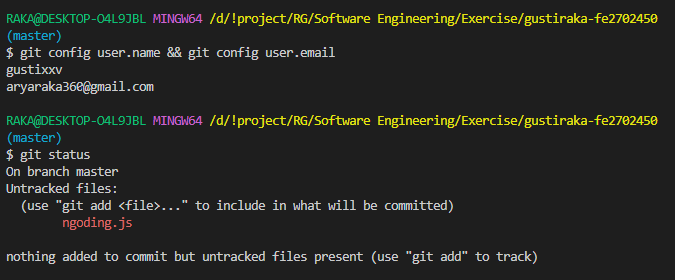 RAKA@DESKTOP-O4L9JBL MINGW64 /d/!project/RG/Software Engineering/Exercise/gustiraka-fe2702450
(master)
$ git config user.name && git config user.email
gustixxv
aryaraka360@gmail.com

RAKA@DESKTOP-O4L9JBL MINGW64 /d/!project/RG/Software Engineering/Exercise/gustiraka-fe2702450
(master)
$ git status
On branch master
Untracked files:
  (use "git add <file>..." to include in what will be committed)
        ngoding.js

nothing added to commit but untracked files present (use "git add" to track)